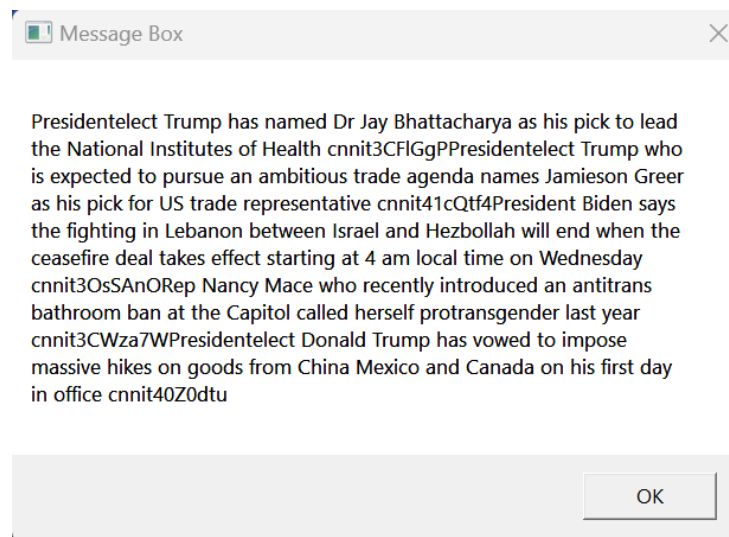 Message Box
Presidentelect Trump has named Dr Jay Bhattacharya as his pick to lead
the National Institutes of Health cnnit3CFlGgPPresidentelect Trump who
is expected to pursue an ambitious trade agenda names Jamieson Greer
as his pick for US trade representative cnnit41cQtf4President Biden says
the fighting in Lebanon between Israel and Hezbollah will end when the
ceasefire deal takes effect starting at 4 am local time on Wednesday
cnnit3OsSAnORep Nancy Mace who recently introduced an antitrans
bathroom ban at the Capitol called herself protransgender last year
cnnit3CWza7WPresidentelect Donald Trump has vowed to impose
massive hikes on goods from China Mexico and Canada on his first day
in office cnnit40Z0dtu
OK